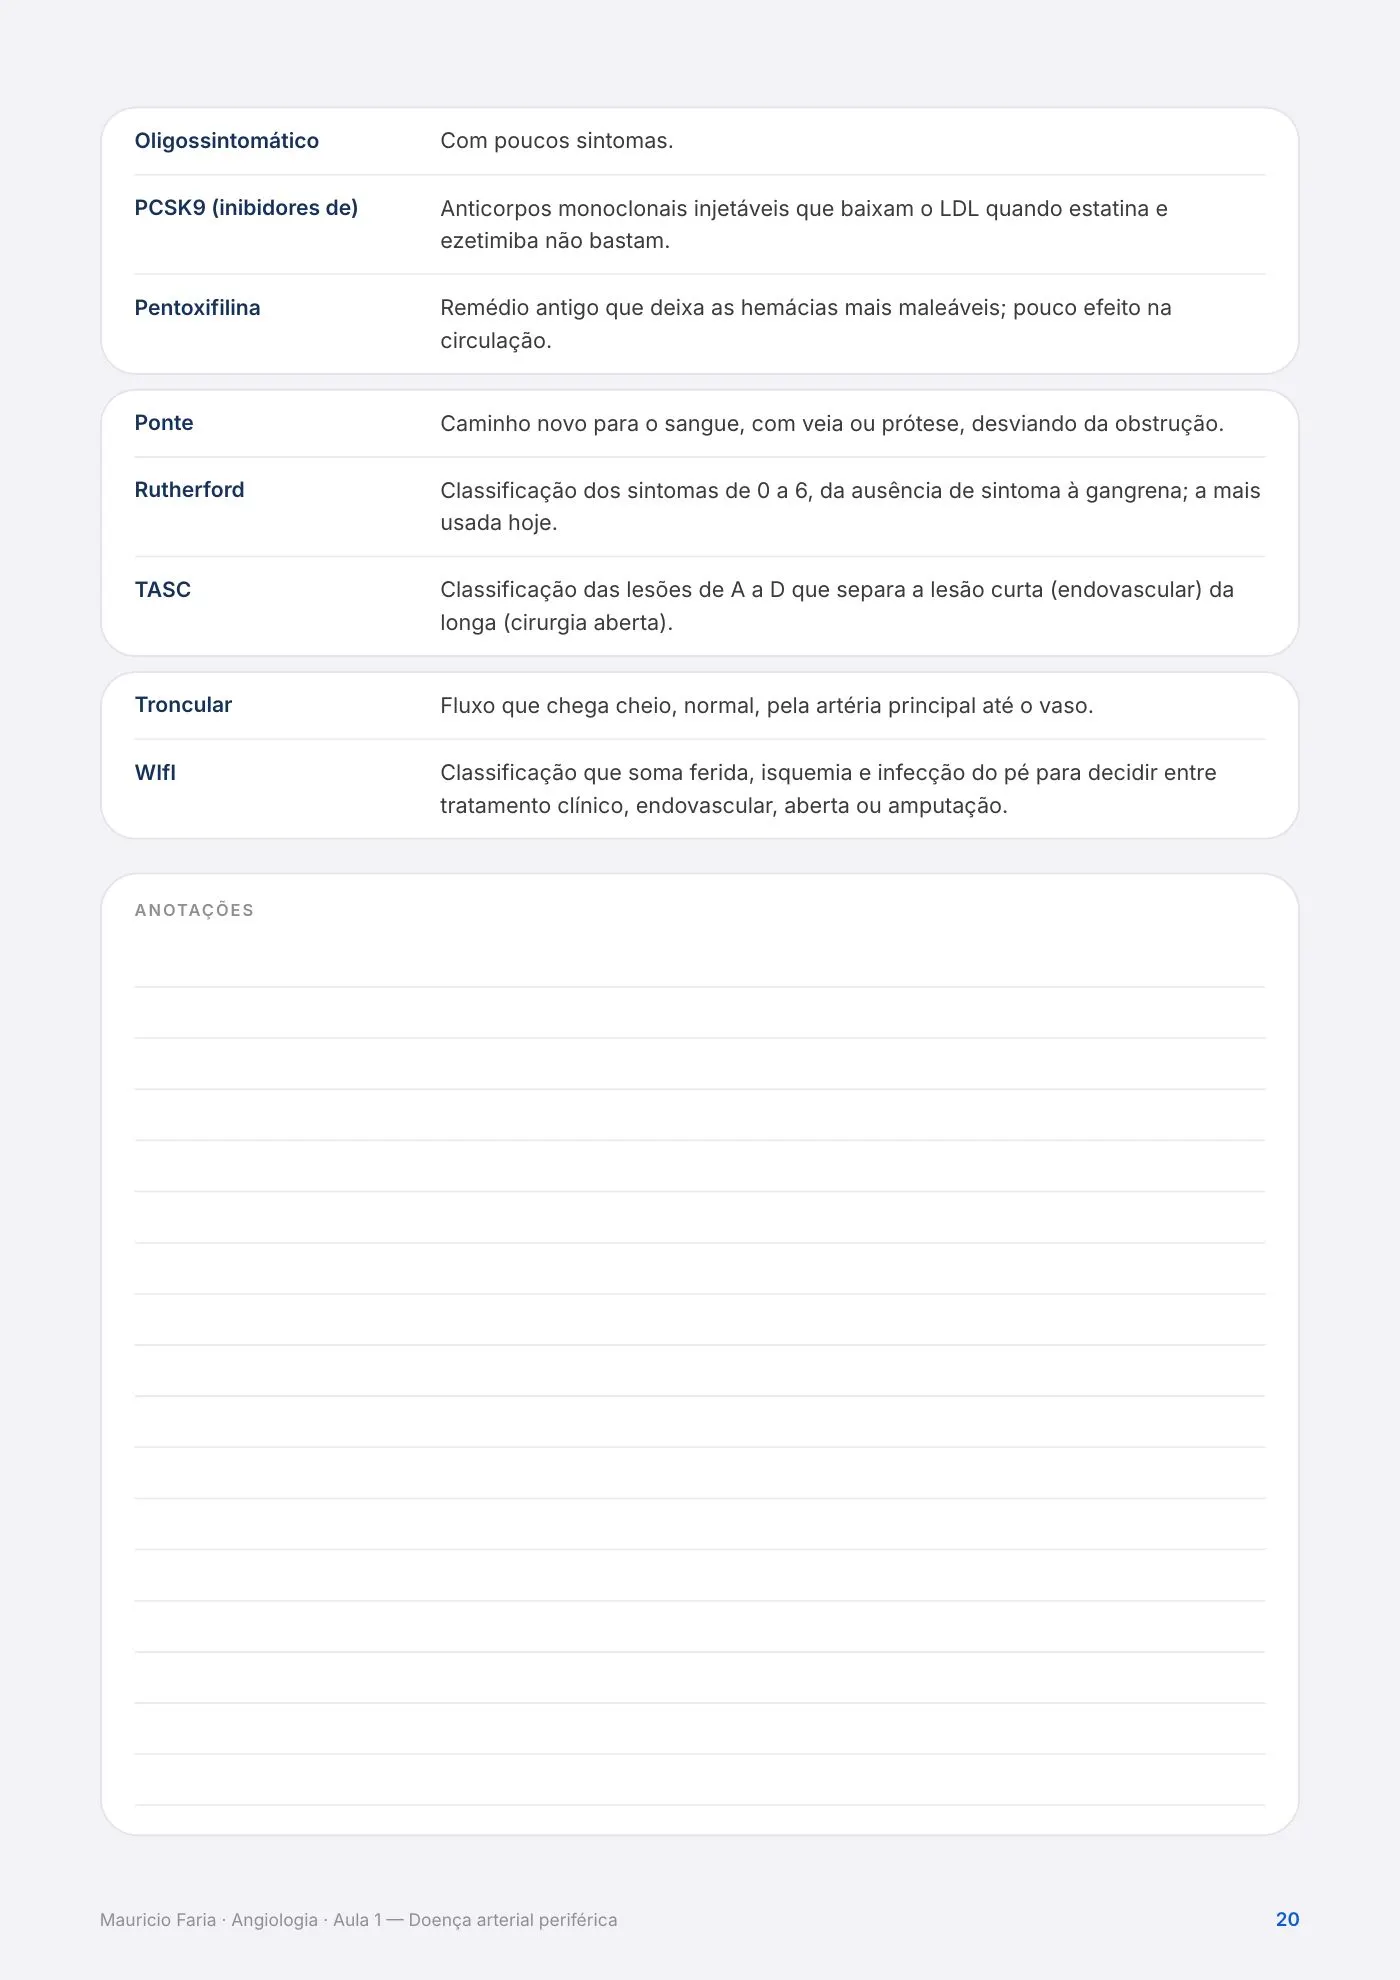 Oligossintomático
Com poucos sintomas.
PCSK9 (inibidores de)
Anticorpos monoclonais injetáveis que baixam o LDL quando estatina e
ezetimiba não bastam.
Pentoxifilina
Remédio antigo que deixa as hemácias mais maleáveis; pouco efeito na
circulação.
Ponte
Caminho novo para o sangue, com veia ou prótese, desviando da obstrução.
Rutherford
Classificação dos sintomas de 0 a 6, da ausência de sintoma à gangrena; a mais
usada hoje.
TASC
Classificação das lesões de A a D que separa a lesão curta (endovascular) da
longa (cirurgia aberta).
Troncular
Fluxo que chega cheio, normal, pela artéria principal até o vaso.
WIfI
Classificação que soma ferida, isquemia e infecção do pé para decidir entre
tratamento clínico, endovascular, aberta ou amputação.
ANOTAÇÕES
Mauricio Faria · Angiologia · Aula 1 — Doença arterial periférica
20